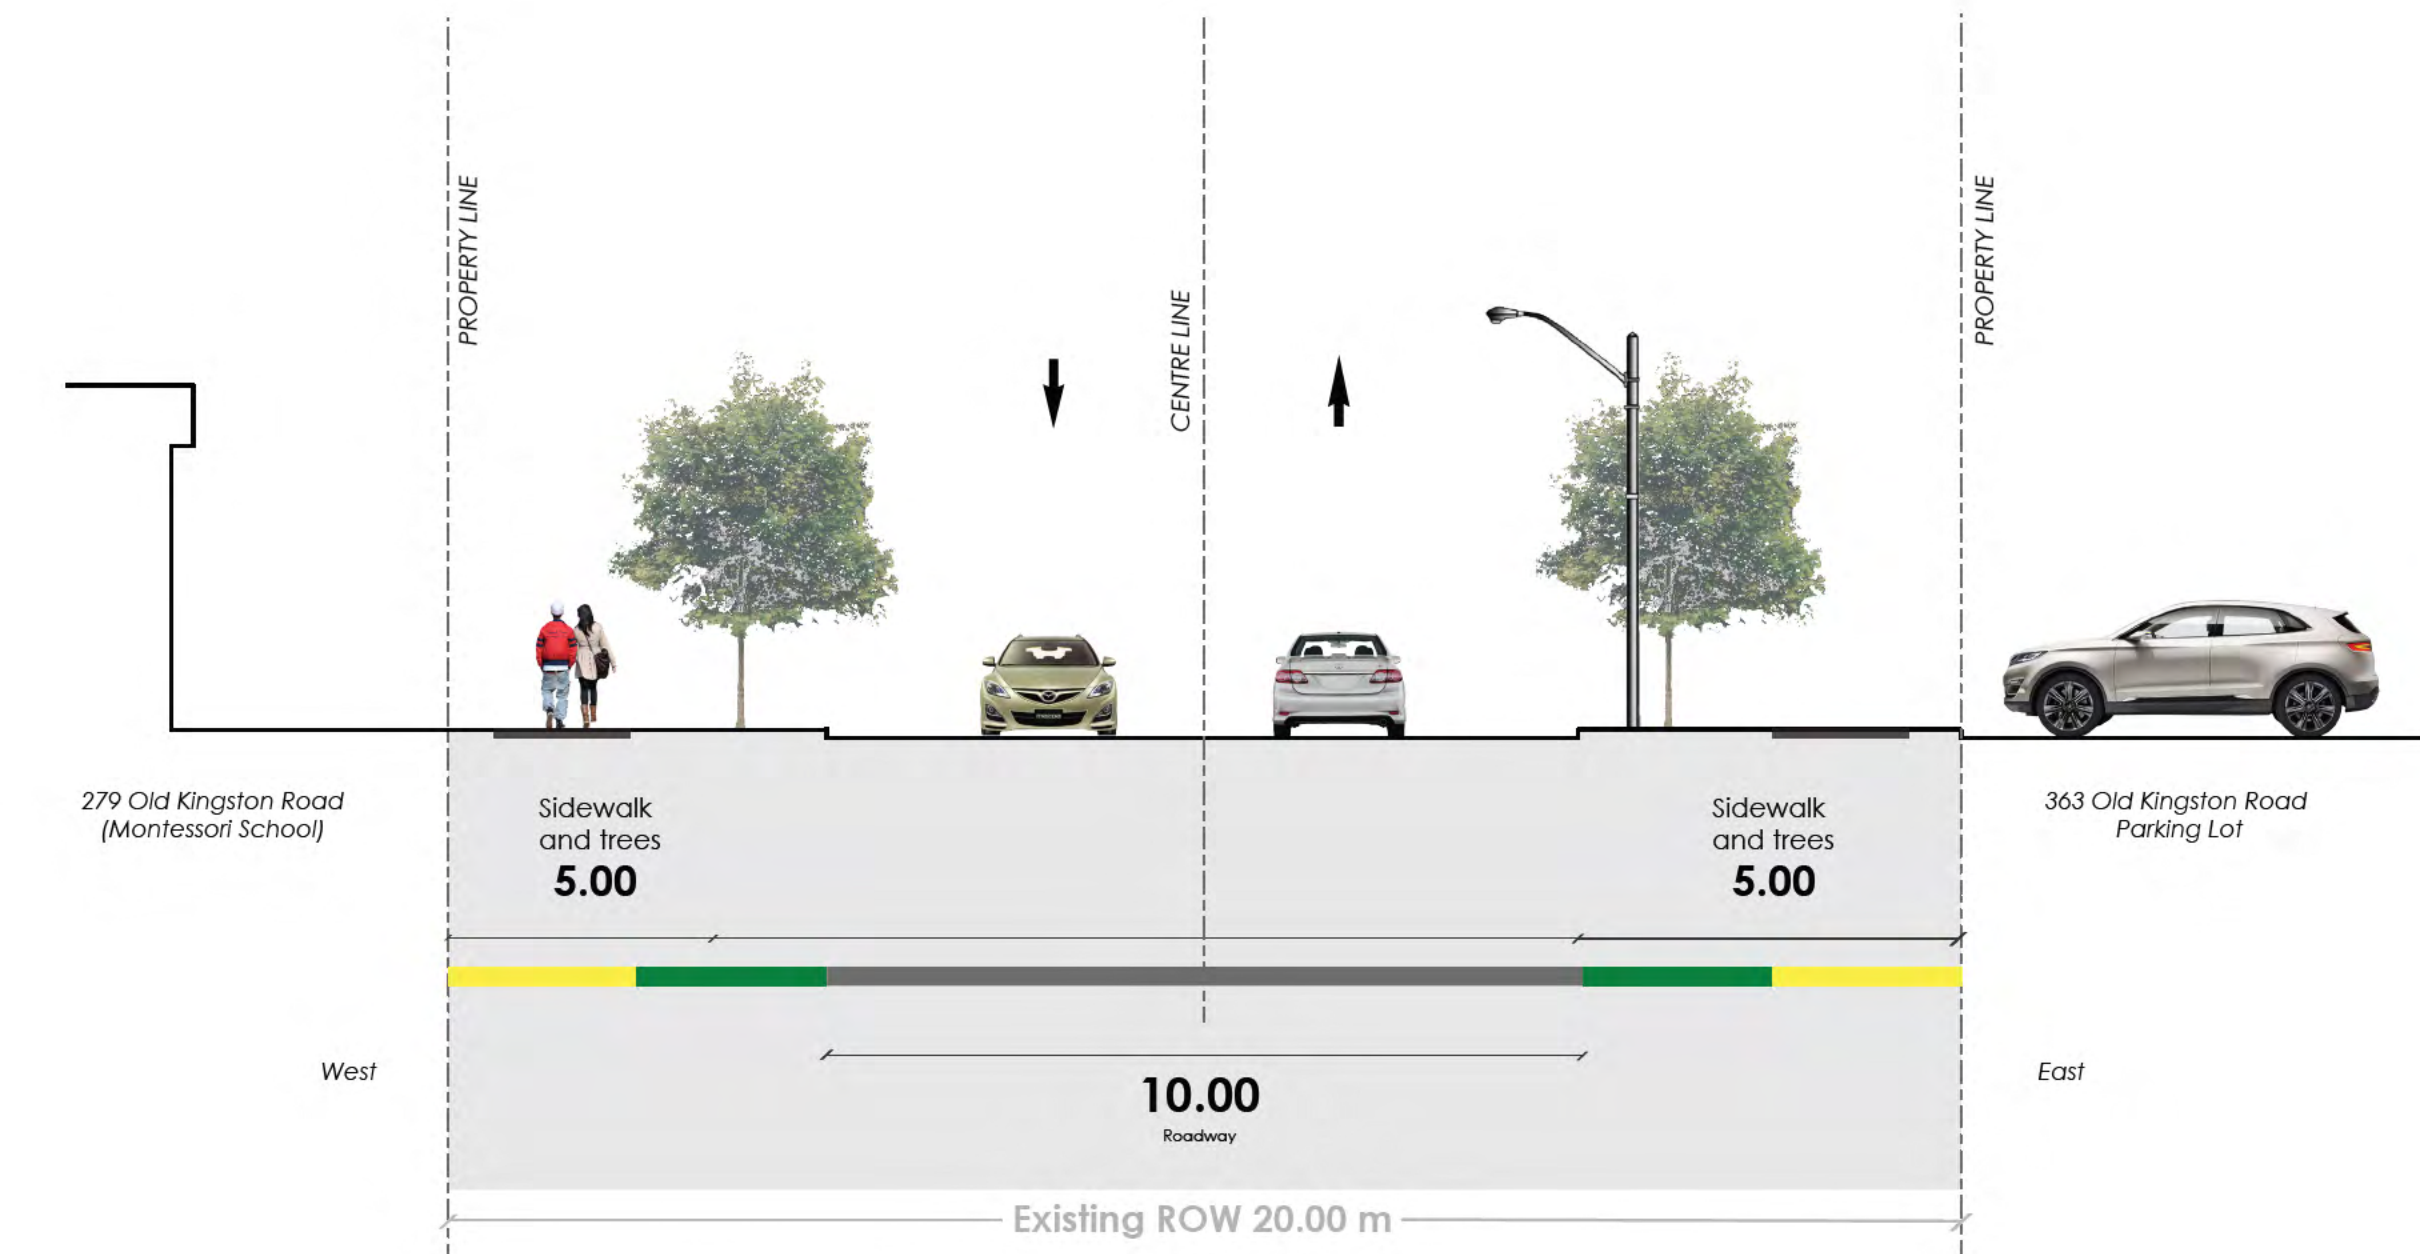 PROPERTY LINE
CENTRE LINE
PROPERTY LINE
279 Old Kingston Road
(Montessori School)
Sidewalk
and trees
5.00
Sidewalk
and trees
5.00
363 Old Kingston Road
Parking Lot
West
East
10.00
Roadway
Existing ROW 20.00 m